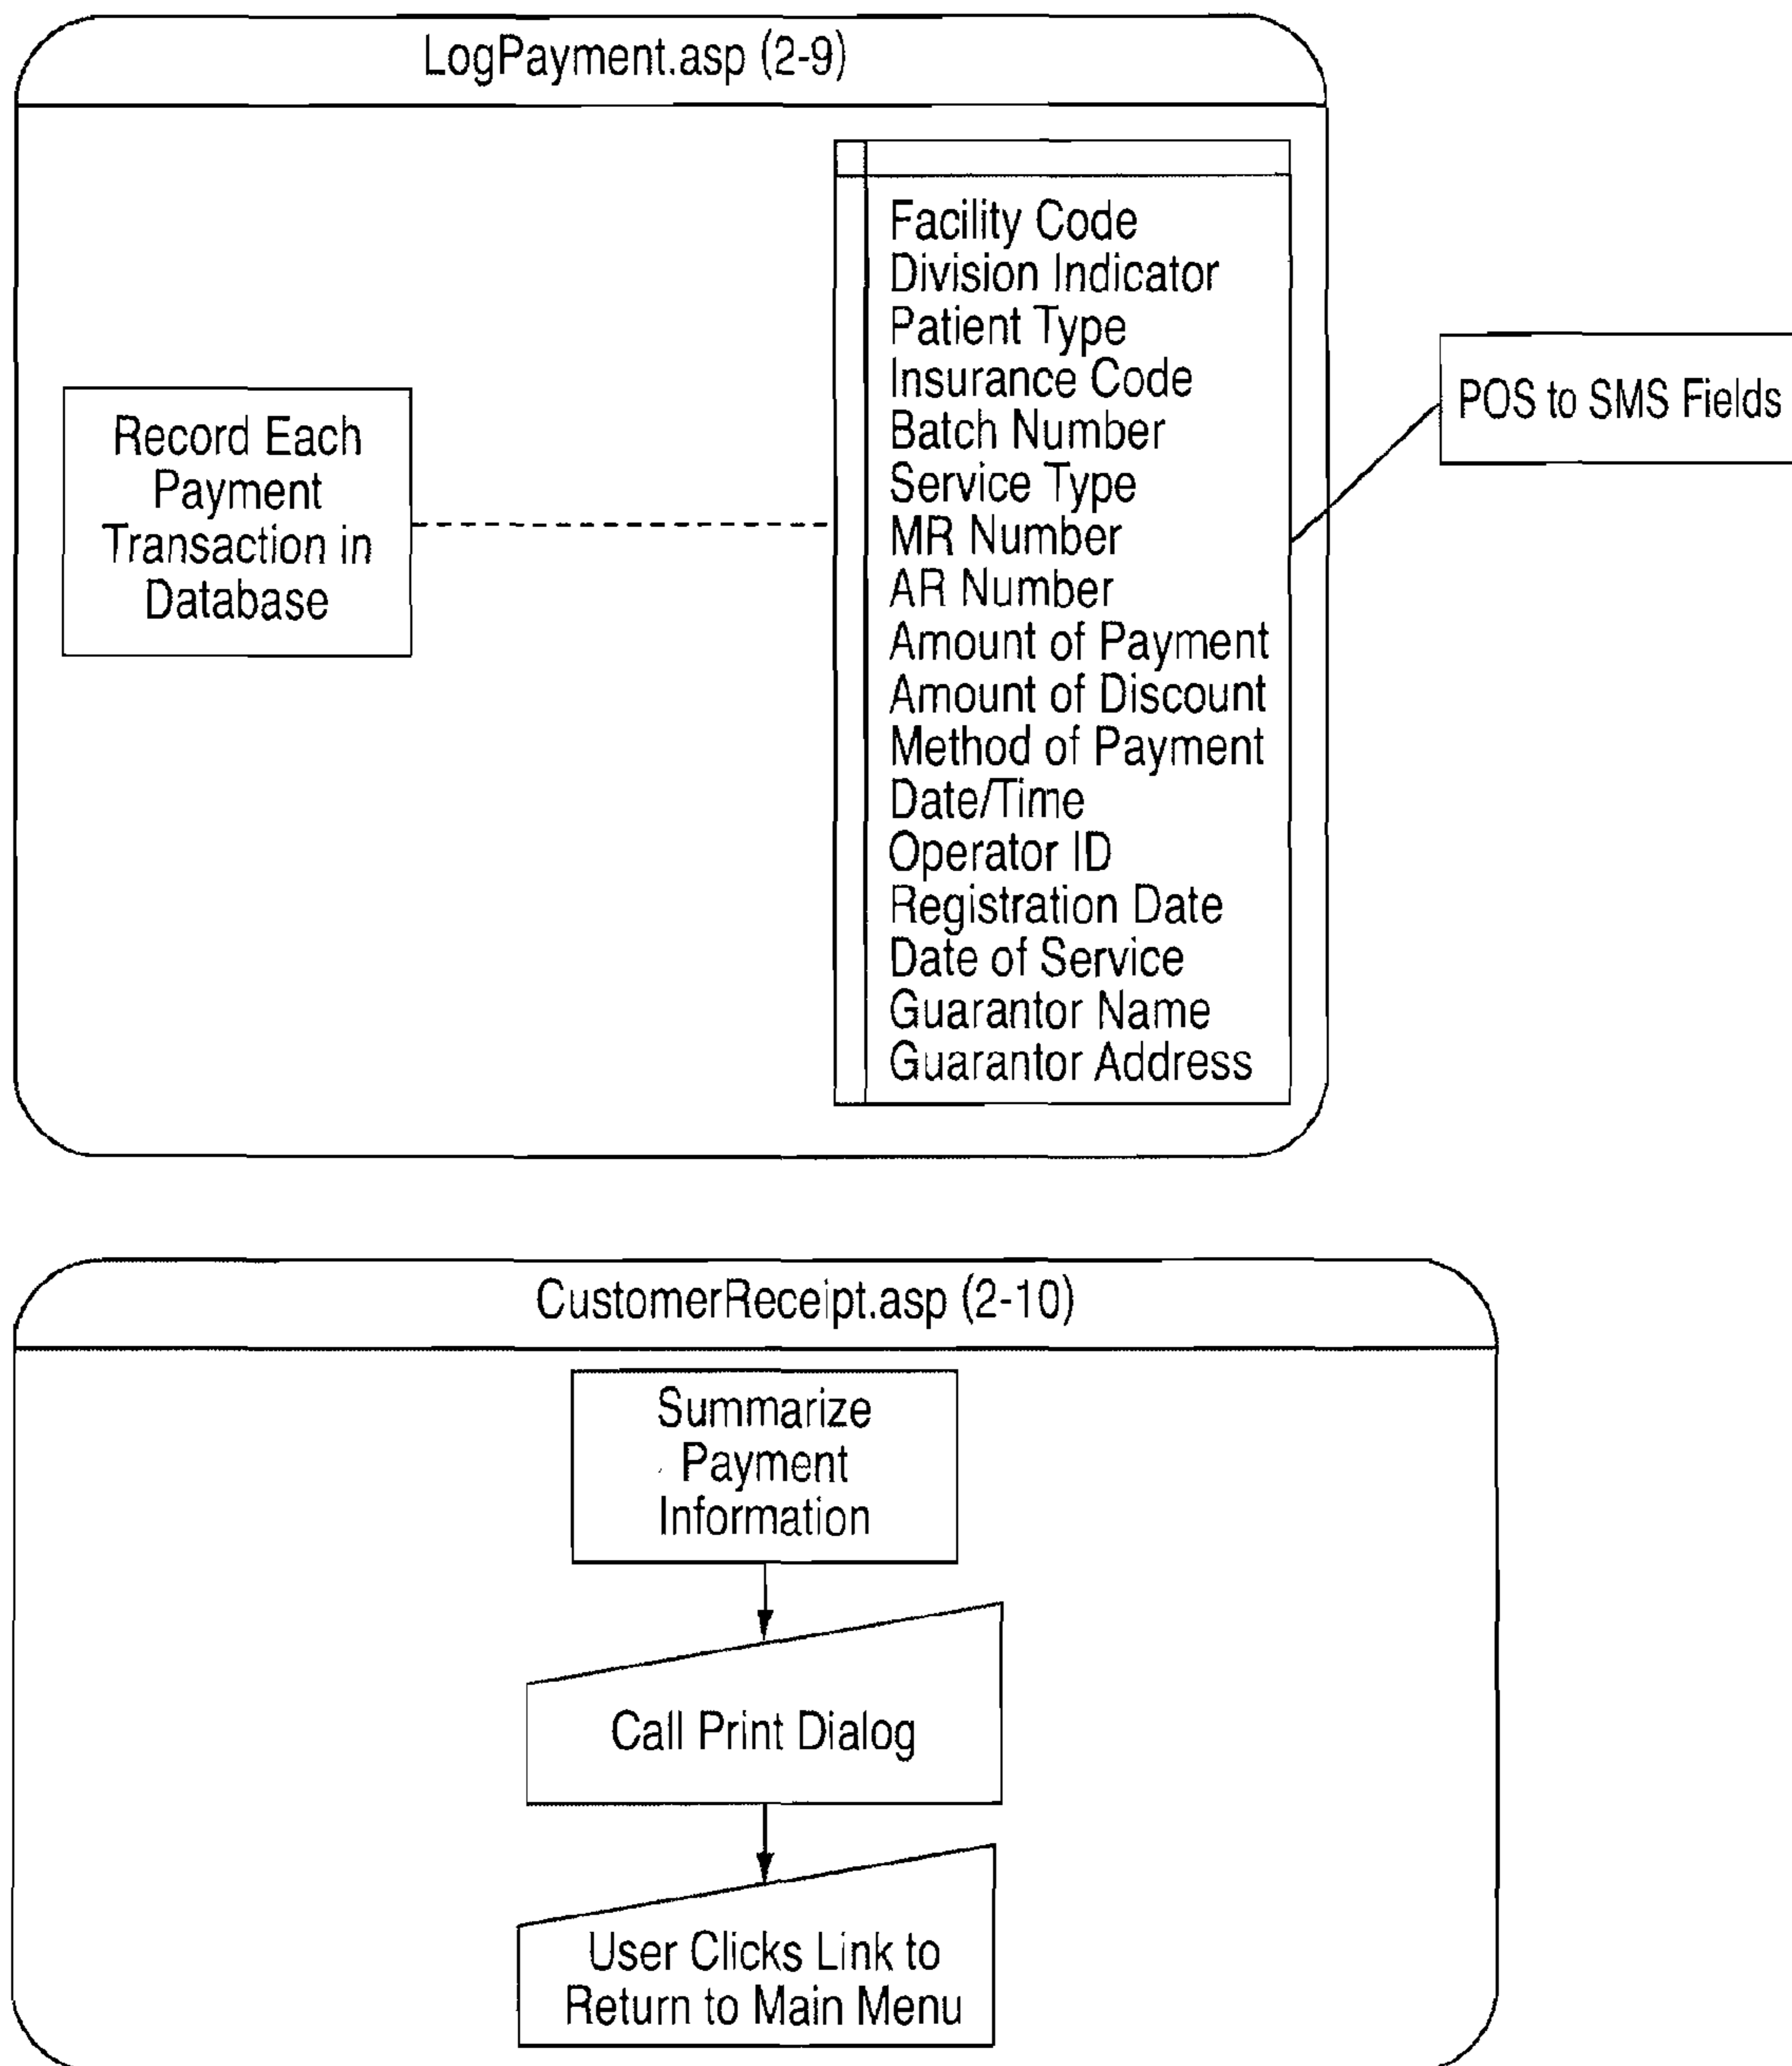 LogPayment.asp (2-9)
Record Each
Payment
Transaction in
Database
Facility Code
Division Indicator
Patient Type
Insurance Code
Batch Number
Service Type
MR Number
AR Number
Amount of Payment
Amount of Discount
Method of Payment
Date/Time
Operator ID
Registration Date
Date of Service
Guarantor Name
Guarantor Address
POS to SMS Fields
CustomerReceipt.asp (2-10)
Summarize
Payment
Information
Call Print Dialog
User Clicks Link to
Return to Main Menu